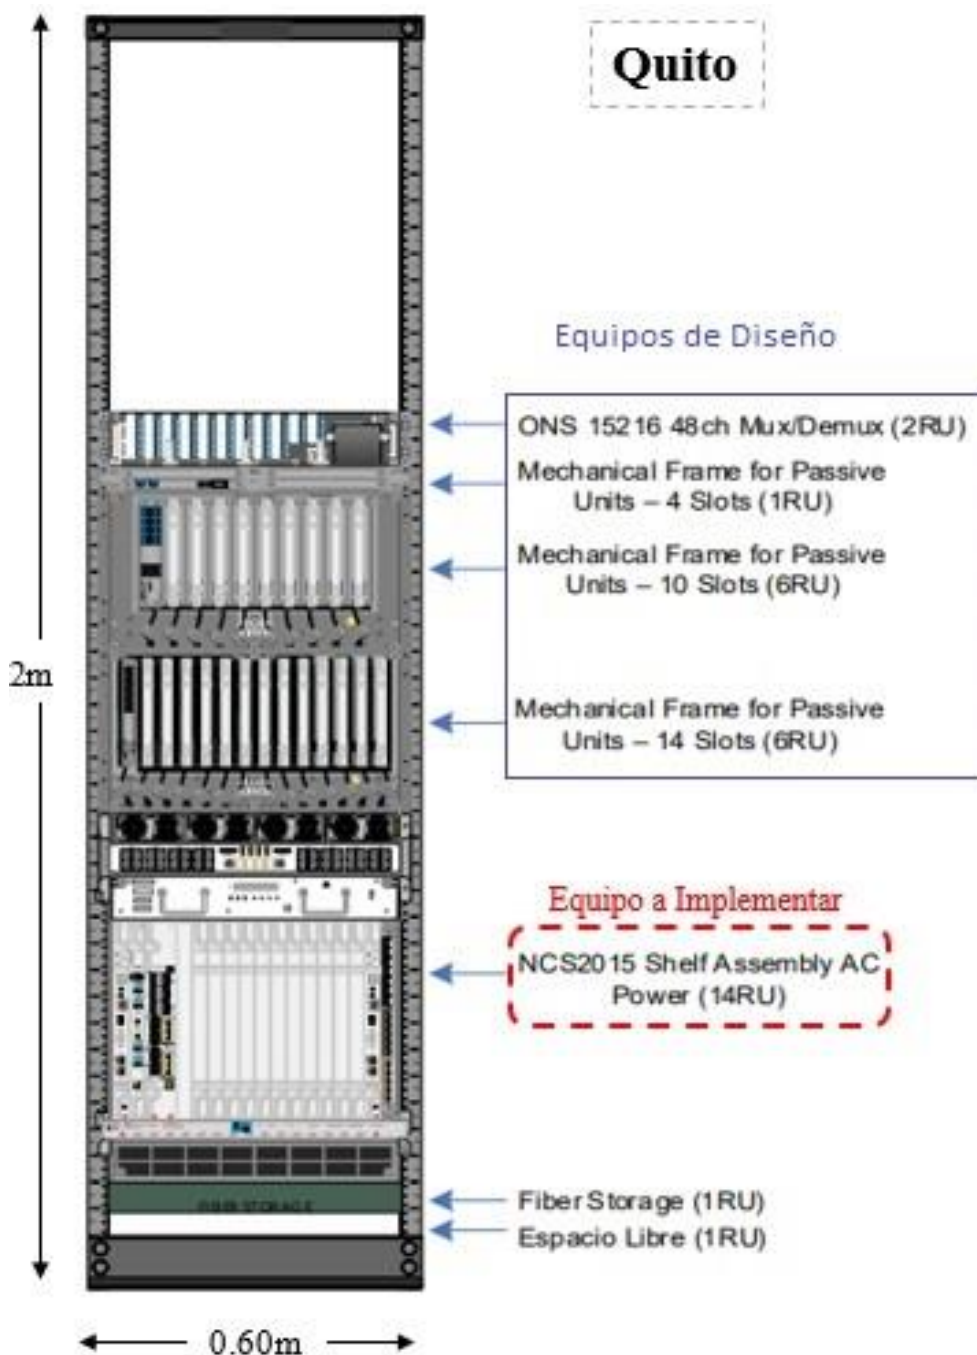 Quito
Equipos de Diseño
ONS 15216 48ch Mux/Demux (2RU)
Mechanical Frame for Passive
Units – 4 Slots (1RU)
Mechanical Frame for Passive
Units – 10 Slots (6RU)
2m
Mechanical Frame for Passive
Units – 14 Slots (6RU)
Equipo a Implementar
NCS2015 Shelf Assembly AC
Power (14RU)
FIBER STORAGE
Fiber Storage (1RU)
Espacio Libre (1RU)
0.60m